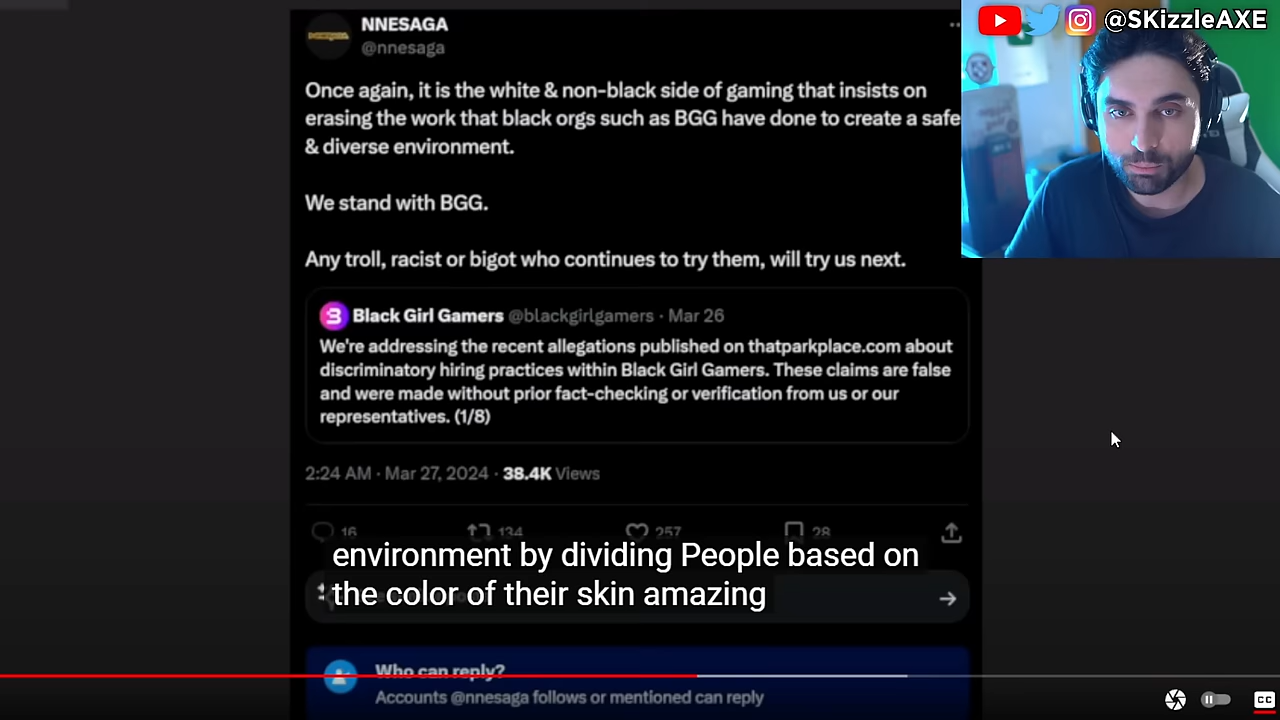 NNESAGA
@nnesaga
@SKizzleAXE
Once again, it is the white & non-black side of gaming that insists on
erasing the work that black orgs such as BGG have done to create a safe
& diverse environment.
We stand with BGG.
Any troll, racist or bigot who continues to try them, will try us next.
Black Girl Gamers @blackgirlgamers · Mar 26
We're addressing the recent allegations published on thatparkplace.com about
discriminatory hiring practices within Black Girl Gamers. These claims are false
and were made without prior fact-checking or verification from us or our
representatives. (1/8)
2:24 AM · Mar 27, 2024 · 38.4K Views
16 134 257 28
environment by dividing People based on
the color of their skin amazing
Who can reply?
Accounts @nnesaga follows or mentioned can reply
CC